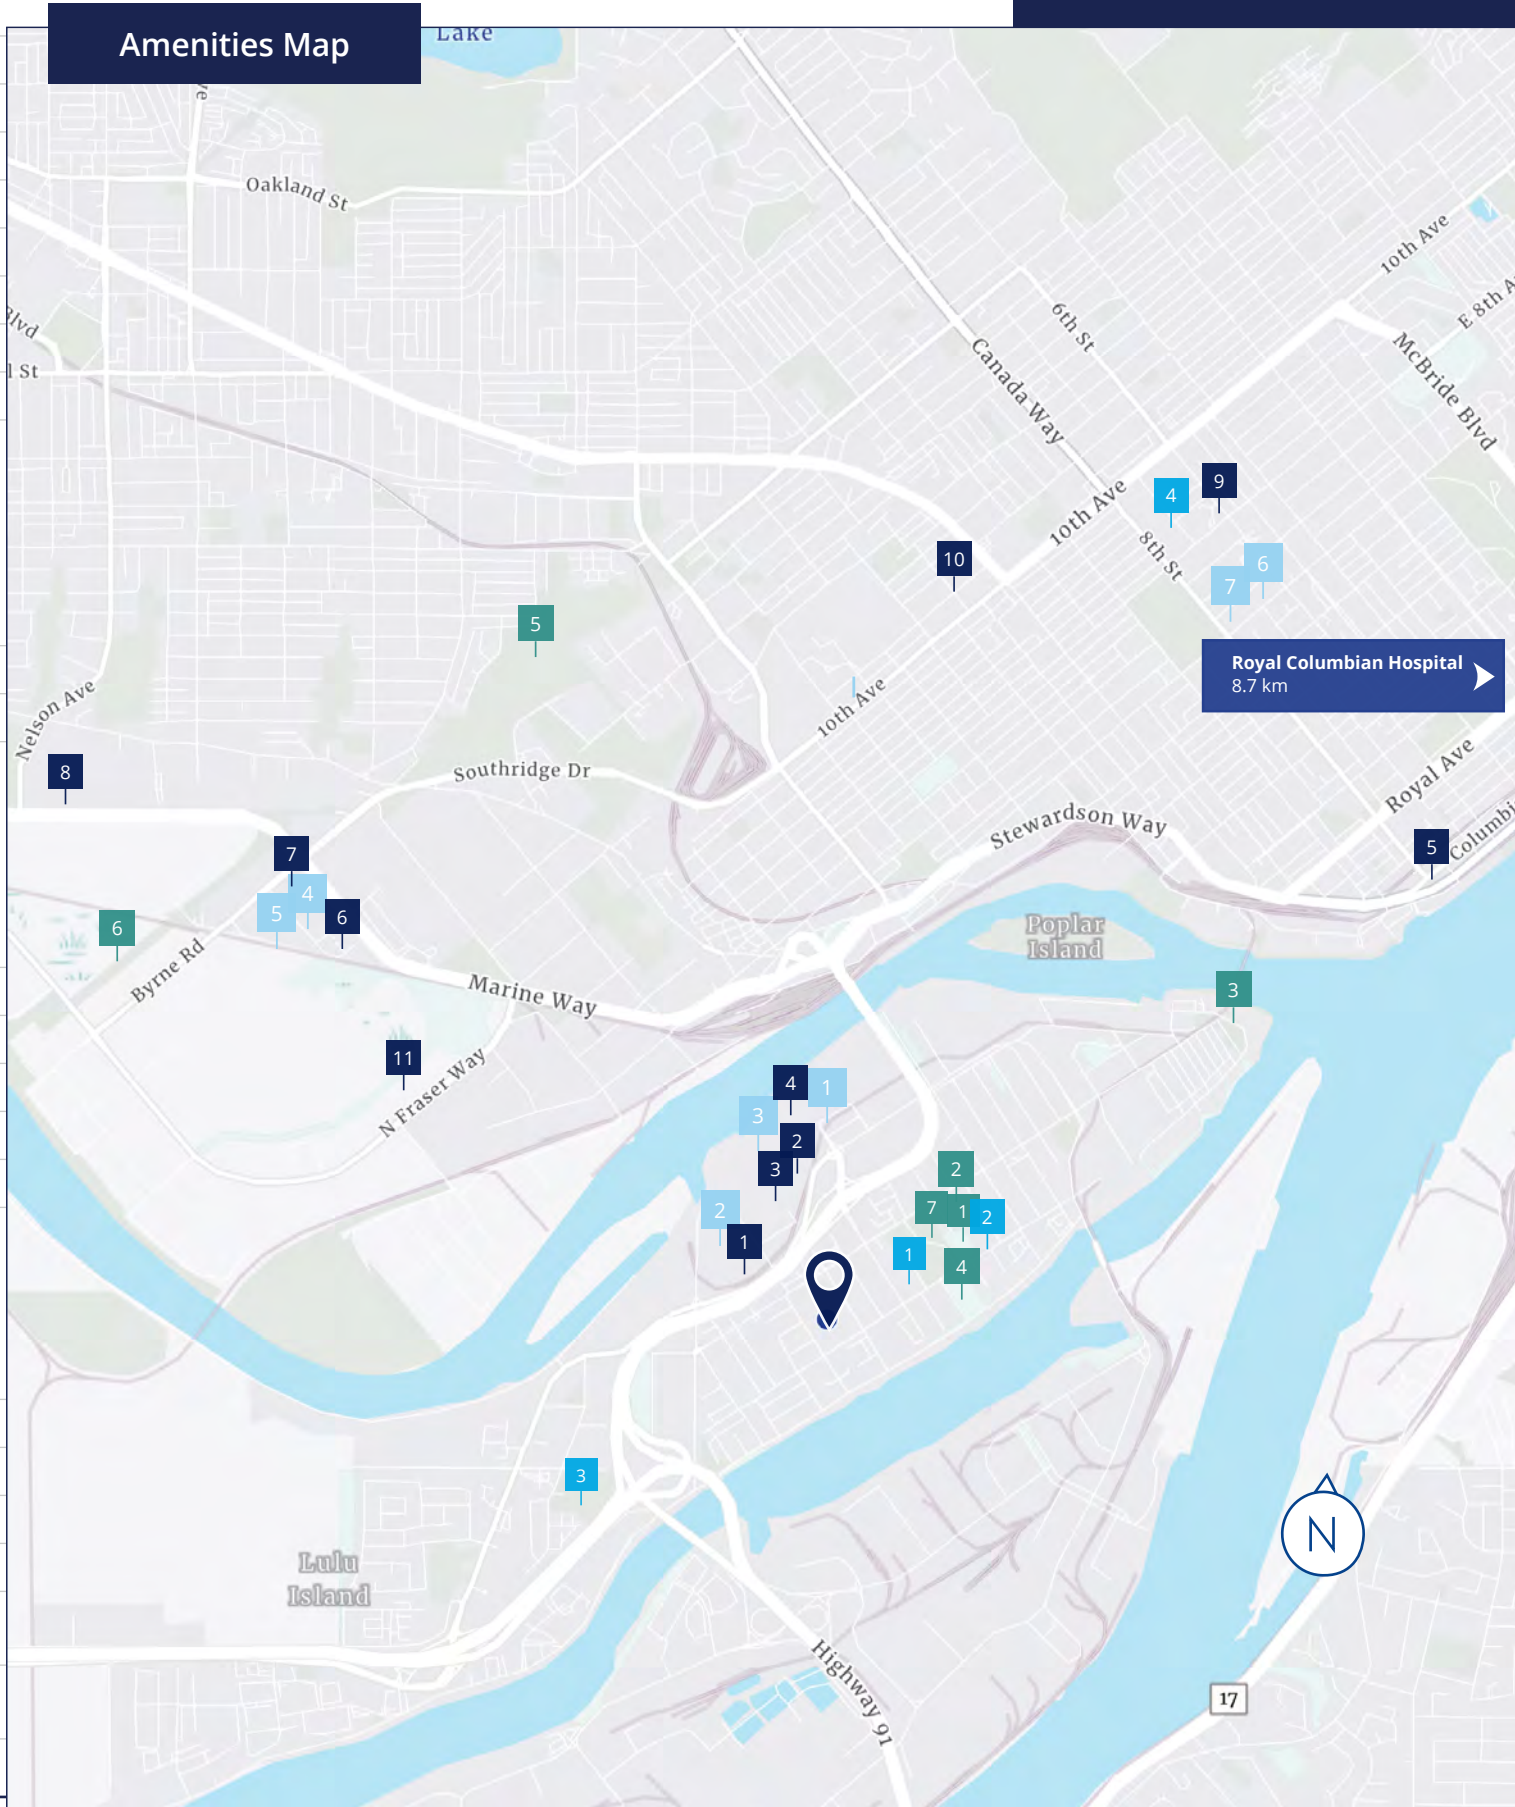 Amenities Map
Lake
Oakland St
10th Ave
E 8th A
6th St
Blvd
Canada Way
McBride Blvd
l St
9
4
10th Ave
10
8th St
6
7
5
Royal Columbian Hospital
8.7 km
Nelson Ave
10th Ave
8
Southridge Dr
Royal Ave
Stewardson Way
Columbi
5
7
4
5
6
6
Poplar
Island
Byrne Rd
Marine Way
3
11
N Fraser Way
4
1
3
2
3
2
7
1
2
2
1
1
4
3
N
Lulu
Island
Highway 91
17